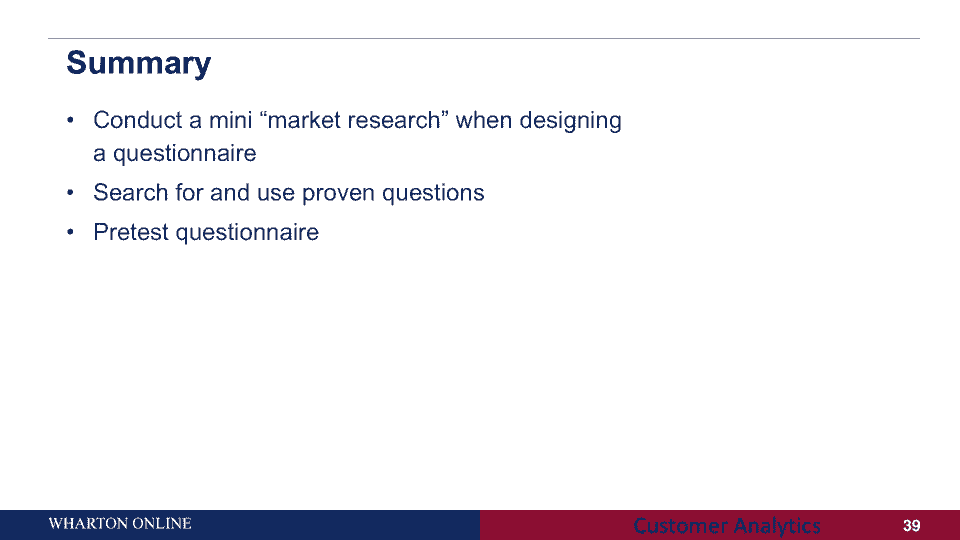 Summary
• Conduct a mini “market research” when designing
a questionnaire
• Search for and use proven questions
• Pretest questionnaire
WHARTON ONLINE
Customer Analytics
39